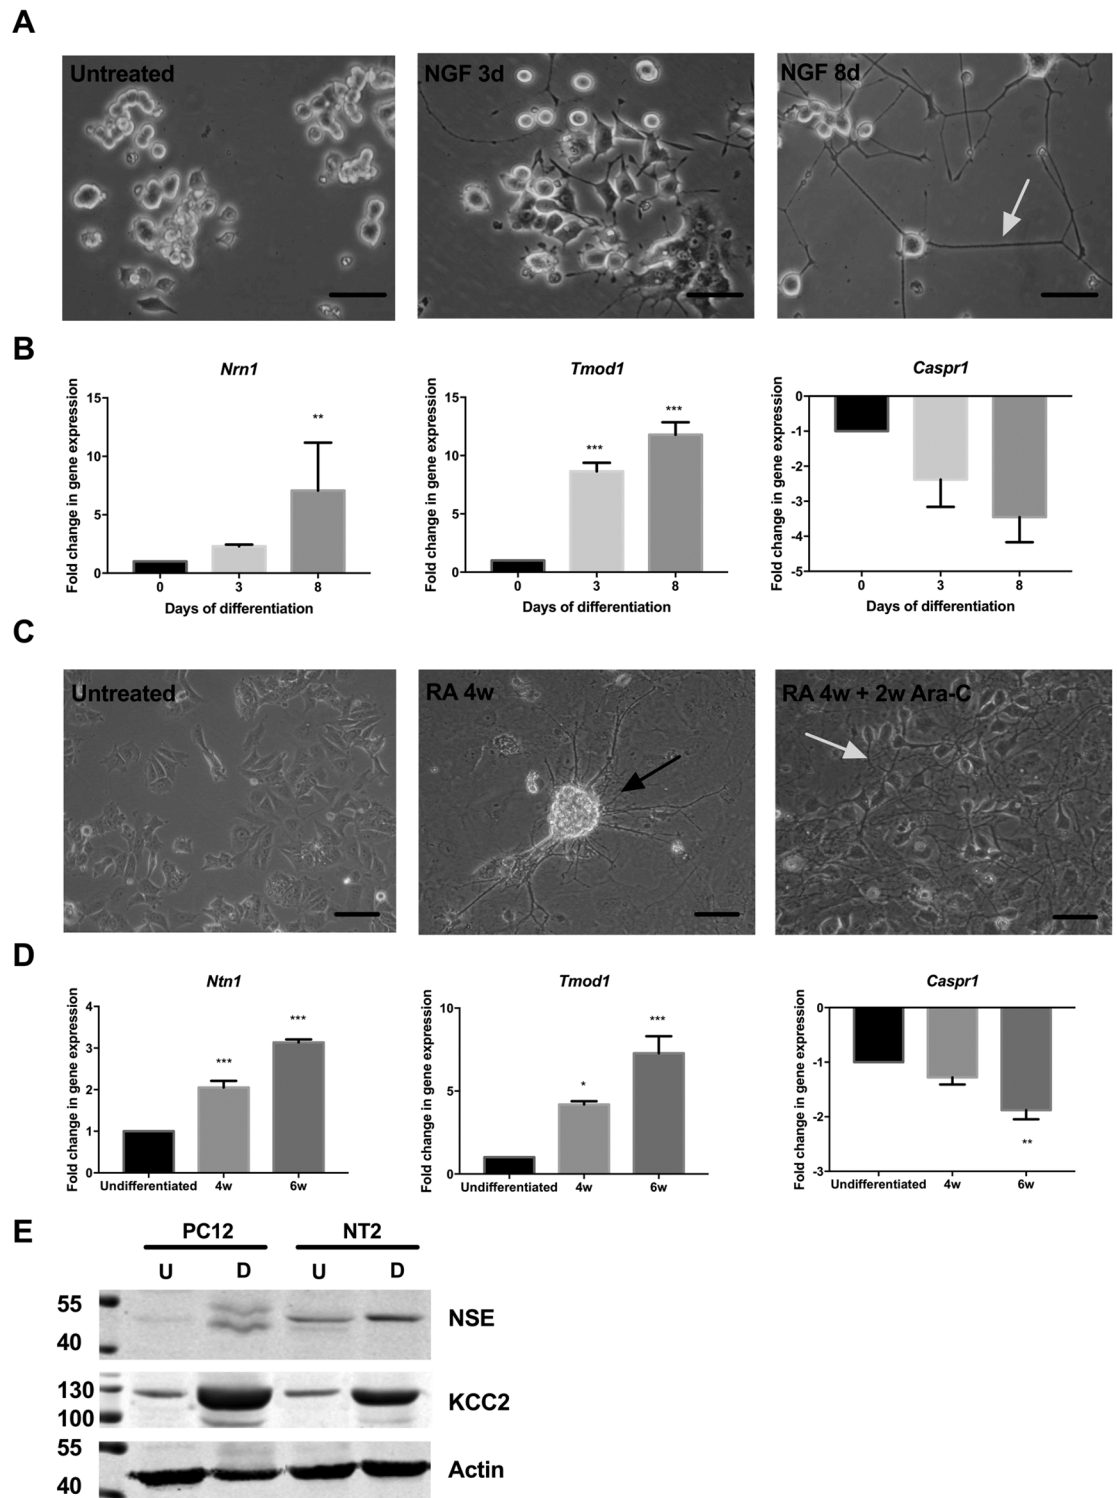 A
Untreated
NGF 3d
NGF 8d
B
Nrn1
Fold change in gene expression
15
10
5
0
**
0 3 8
Days of differentiation
Tmod1
Fold change in gene expression
15
10
5
0
***
***
0 3 8
Days of differentiation
Caspr1
Fold change in gene expression
0
-1
-2
-3
-4
-5
0 3 8
Days of differentiation
C
Untreated
RA 4w
RA 4w + 2w Ara-C
D
Ntn1
Fold change in gene expression
4
3
2
1
0
***
***
Undifferentiated 4w 6w
Tmod1
Fold change in gene expression
10
5
0
*
***
Undifferentiated 4w 6w
Caspr1
Fold change in gene expression
0
-1
-2
-3
**
Undifferentiated 4w 6w
E
PC12 NT2
U D U D
55
40
NSE
130
100
KCC2
55
40
Actin